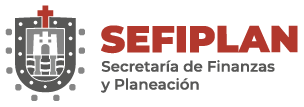 SEFIPLAN
Secretaría de Finanzas
y Planeación